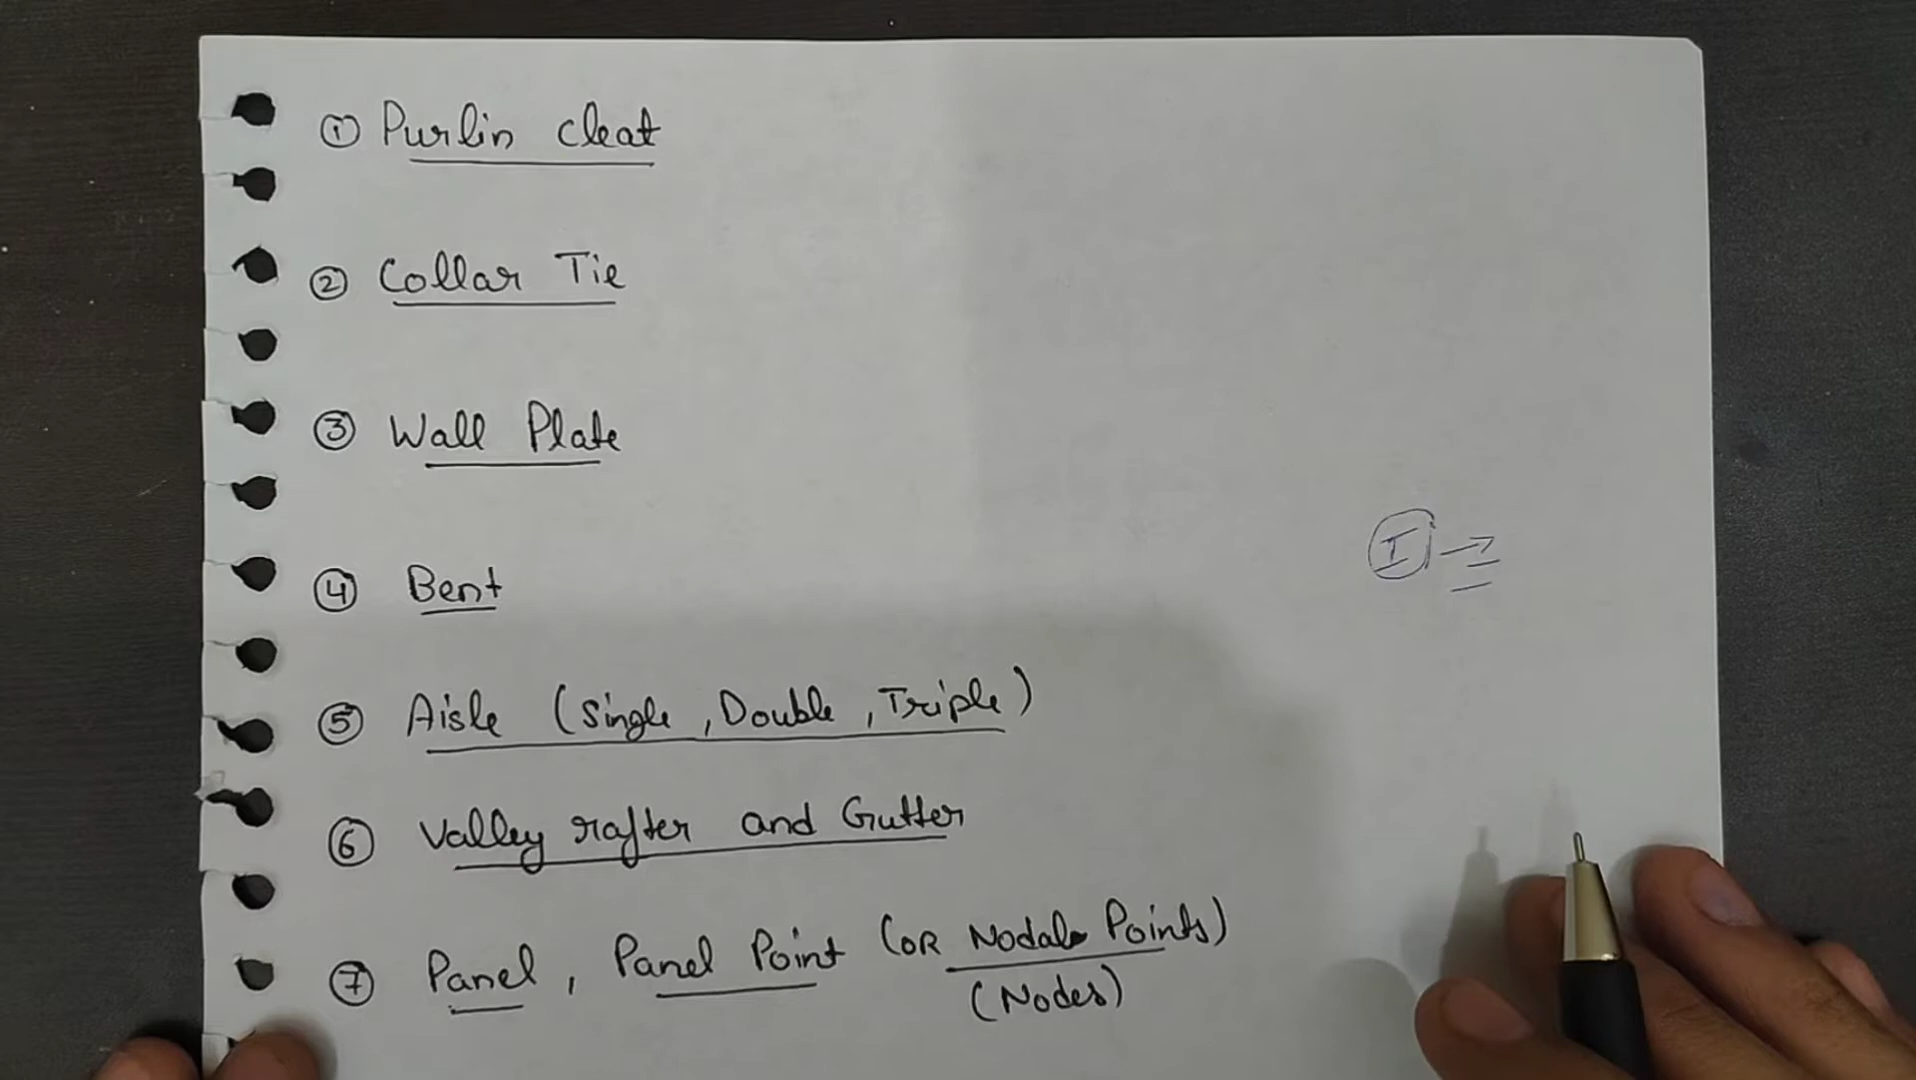 ① Purlin cleat
② Collar Tie
③ Wall Plate
④ Bent
I →
⑤ Aisle (Single, Double, Triple)
⑥ Valley rafter and Gutter
⑦ Panel, Panel Point (OR Nodal Points)
(Nodes)